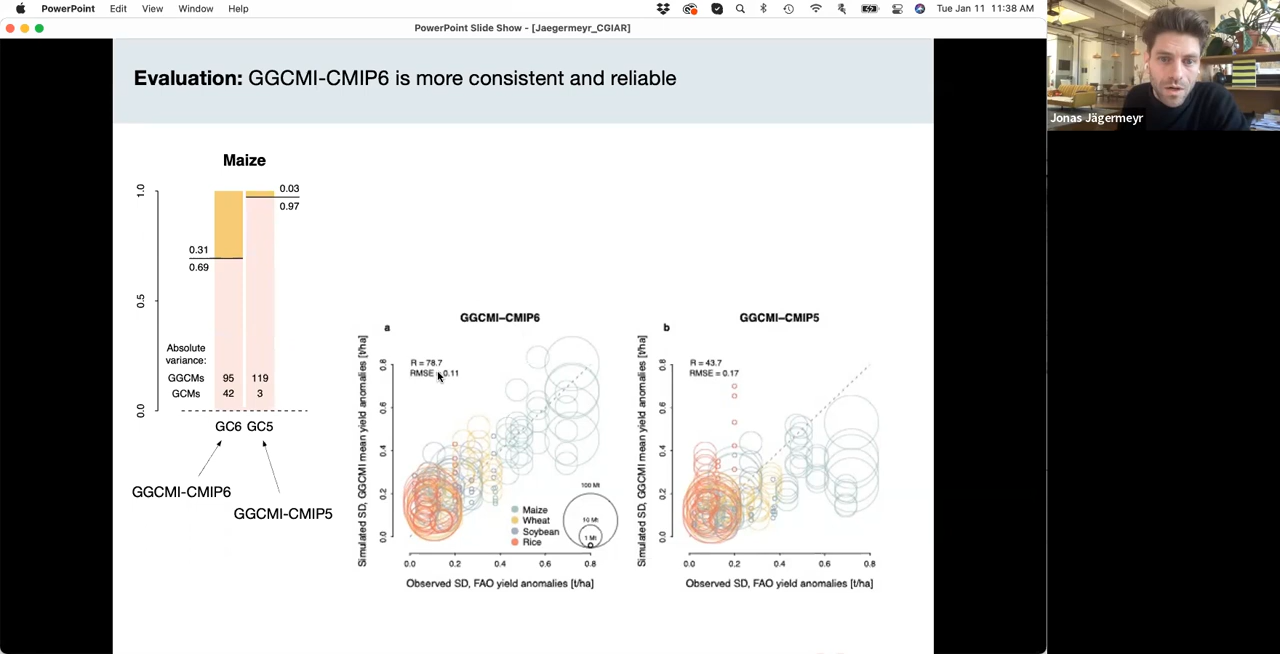 PowerPoint Edit View Window Help
Tue Jan 11 11:38 AM
PowerPoint Slide Show - [Jaegermeyr_CGIAR]
Evaluation: GGCMI-CMIP6 is more consistent and reliable
Jonas Jägermeyr
Maize
1.0
0.5
0.0
0.03
0.97
0.31
0.69
Absolute
variance:
GGCMs 95 119
GCMs 42 3
GC6 GC5
GGCMI-CMIP6
GGCMI-CMIP5
GGCMI–CMIP6
a
R = 78.7
RMSE = 0.11
Simulated SD, GGCMI mean yield anomalies [t/ha]
0.8
0.6
0.4
0.2
0.0
100 Mt
10 Mt
1 Mt
Maize
Wheat
Soybean
Rice
0.0 0.2 0.4 0.6 0.8
Observed SD, FAO yield anomalies [t/ha]
GGCMI–CMIP5
b
R = 43.7
RMSE = 0.17
Simulated SD, GGCMI mean yield anomalies [t/ha]
0.8
0.6
0.4
0.2
0.0
0.0 0.2 0.4 0.6 0.8
Observed SD, FAO yield anomalies [t/ha]